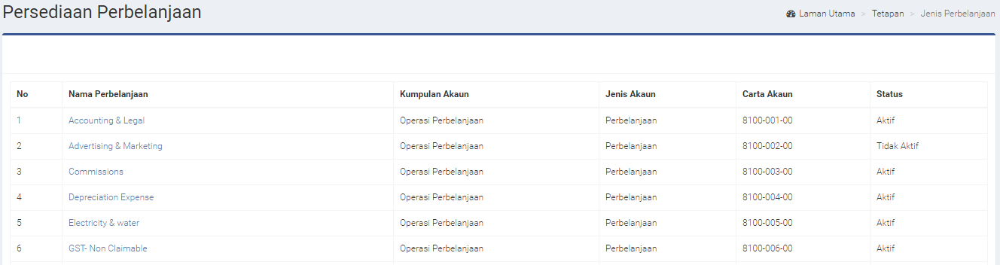 Persediaan Perbelanjaan
Laman Utama > Tetapan > Jenis Perbelanjaan
No Nama Perbelanjaan Kumpulan Akaun Jenis Akaun Carta Akaun Status
1 Accounting & Legal Operasi Perbelanjaan Perbelanjaan 8100-001-00 Aktif
2 Advertising & Marketing Operasi Perbelanjaan Perbelanjaan 8100-002-00 Tidak Aktif
3 Commissions Operasi Perbelanjaan Perbelanjaan 8100-003-00 Aktif
4 Depreciation Expense Operasi Perbelanjaan Perbelanjaan 8100-004-00 Aktif
5 Electricity & water Operasi Perbelanjaan Perbelanjaan 8100-005-00 Aktif
6 GST- Non Claimable Operasi Perbelanjaan Perbelanjaan 8100-006-00 Aktif